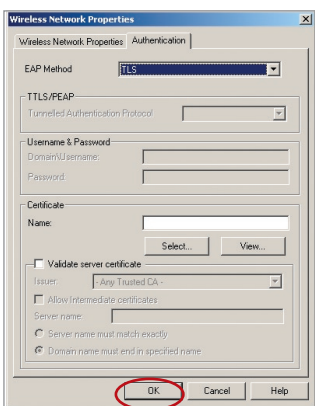 Wireless Network Properties
Wireless Network Properties Authentication
EAP Method TLS
TTLS/PEAP
Tunnelled Authentication Protocol
Username & Password
Domain\Username:
Password:
Certificate
Name:
Select... View...
Validate server certificate
Issuer: - Any Trusted CA -
Allow Intermediate certificates
Server name:
Server name must match exactly
Domain name must end in specified name
OK Cancel Help